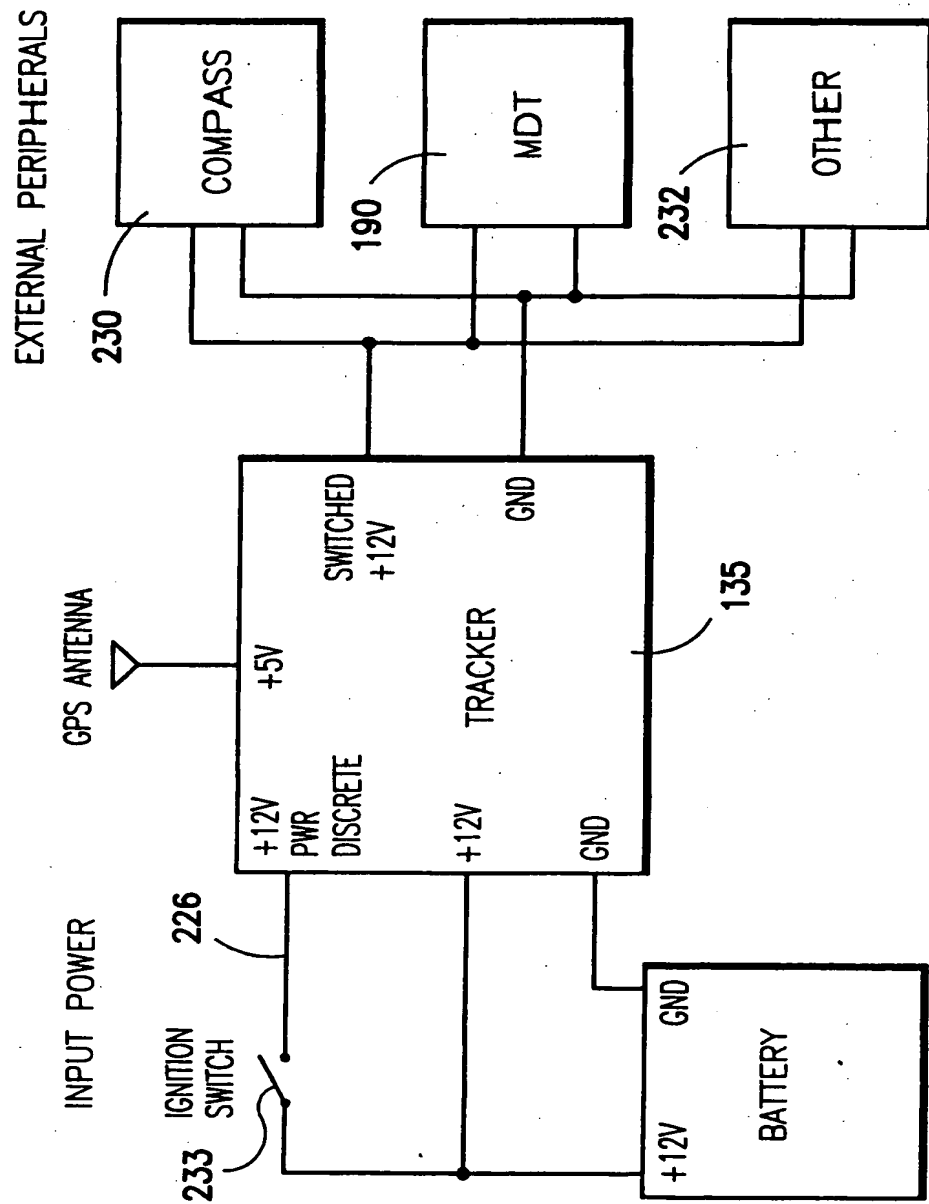 INPUT POWER
GPS ANTENNA
EXTERNAL PERIPHERALS
IGNITION
SWITCH
233
226
+12V
PWR
DISCRETE
+12V
GND
+5V
TRACKER
SWITCHED
+12V
GND
135
+12V
GND
BATTERY
230
COMPASS
190
MDT
232
OTHER